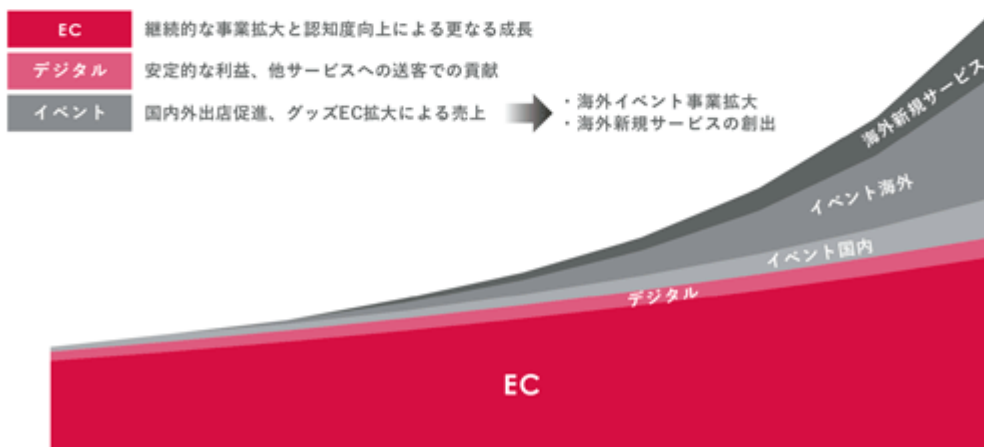 EC 継続的な事業拡大と認知度向上による更なる成長
デジタル 安定的な利益、他サービスへの送客での貢献
イベント 国内外出店促進、グッズEC拡大による売上
・海外イベント事業拡大
・海外新規サービスの創出
海外新規サービス
イベント海外
イベント国内
デジタル
EC